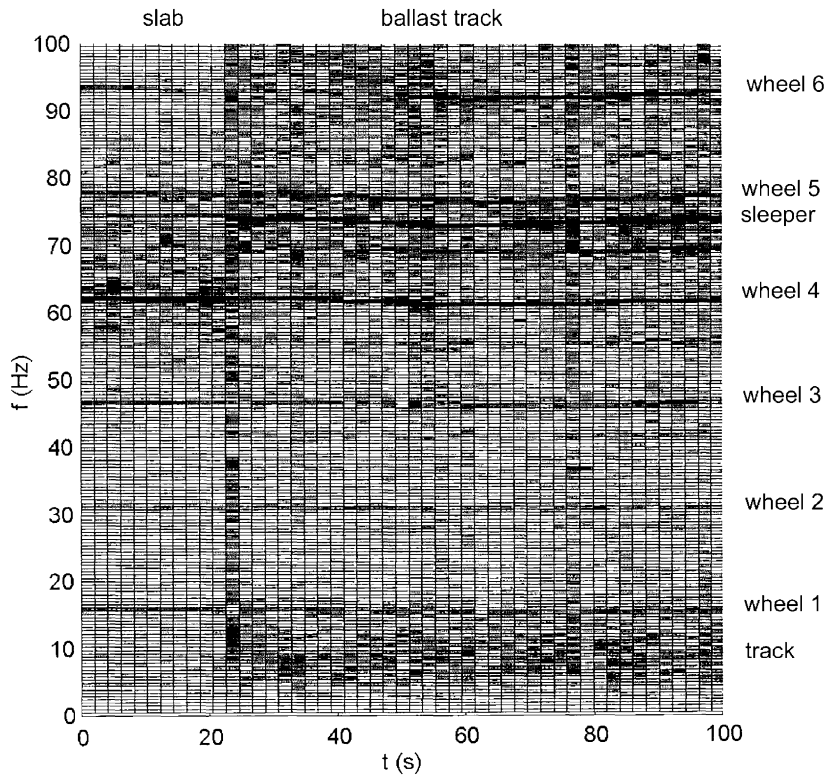 slab ballast track
100
90
80
70
60
50
40
30
20
10
0
f (Hz)
wheel 6
wheel 5
sleeper
wheel 4
wheel 3
wheel 2
wheel 1
track
0 20 40 60 80 100
t (s)